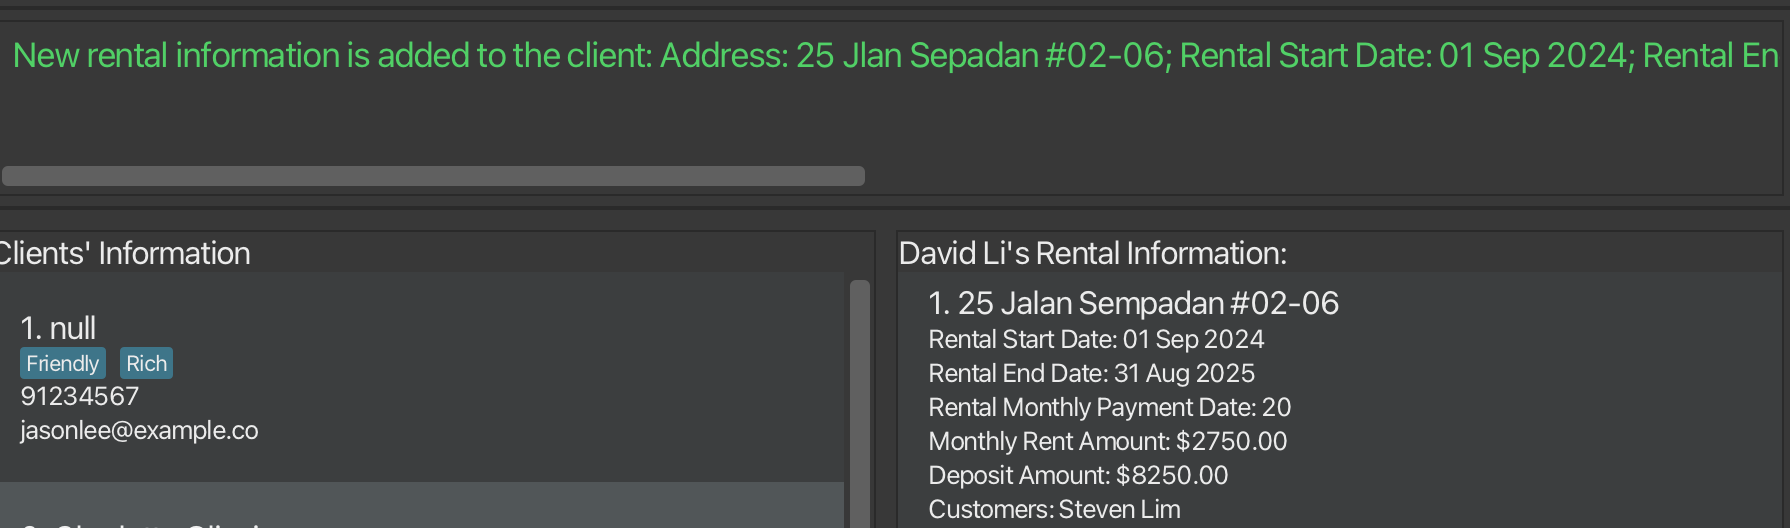 New rental information is added to the client: Address: 25 Jlan Sepadan #02-06; Rental Start Date: 01 Sep 2024; Rental En
Clients' Information
1. null
Friendly Rich
91234567
jasonlee@example.co
David Li's Rental Information:
1. 25 Jalan Sempadan #02-06
Rental Start Date: 01 Sep 2024
Rental End Date: 31 Aug 2025
Rental Monthly Payment Date: 20
Monthly Rent Amount: $2750.00
Deposit Amount: $8250.00
Customers: Steven Lim